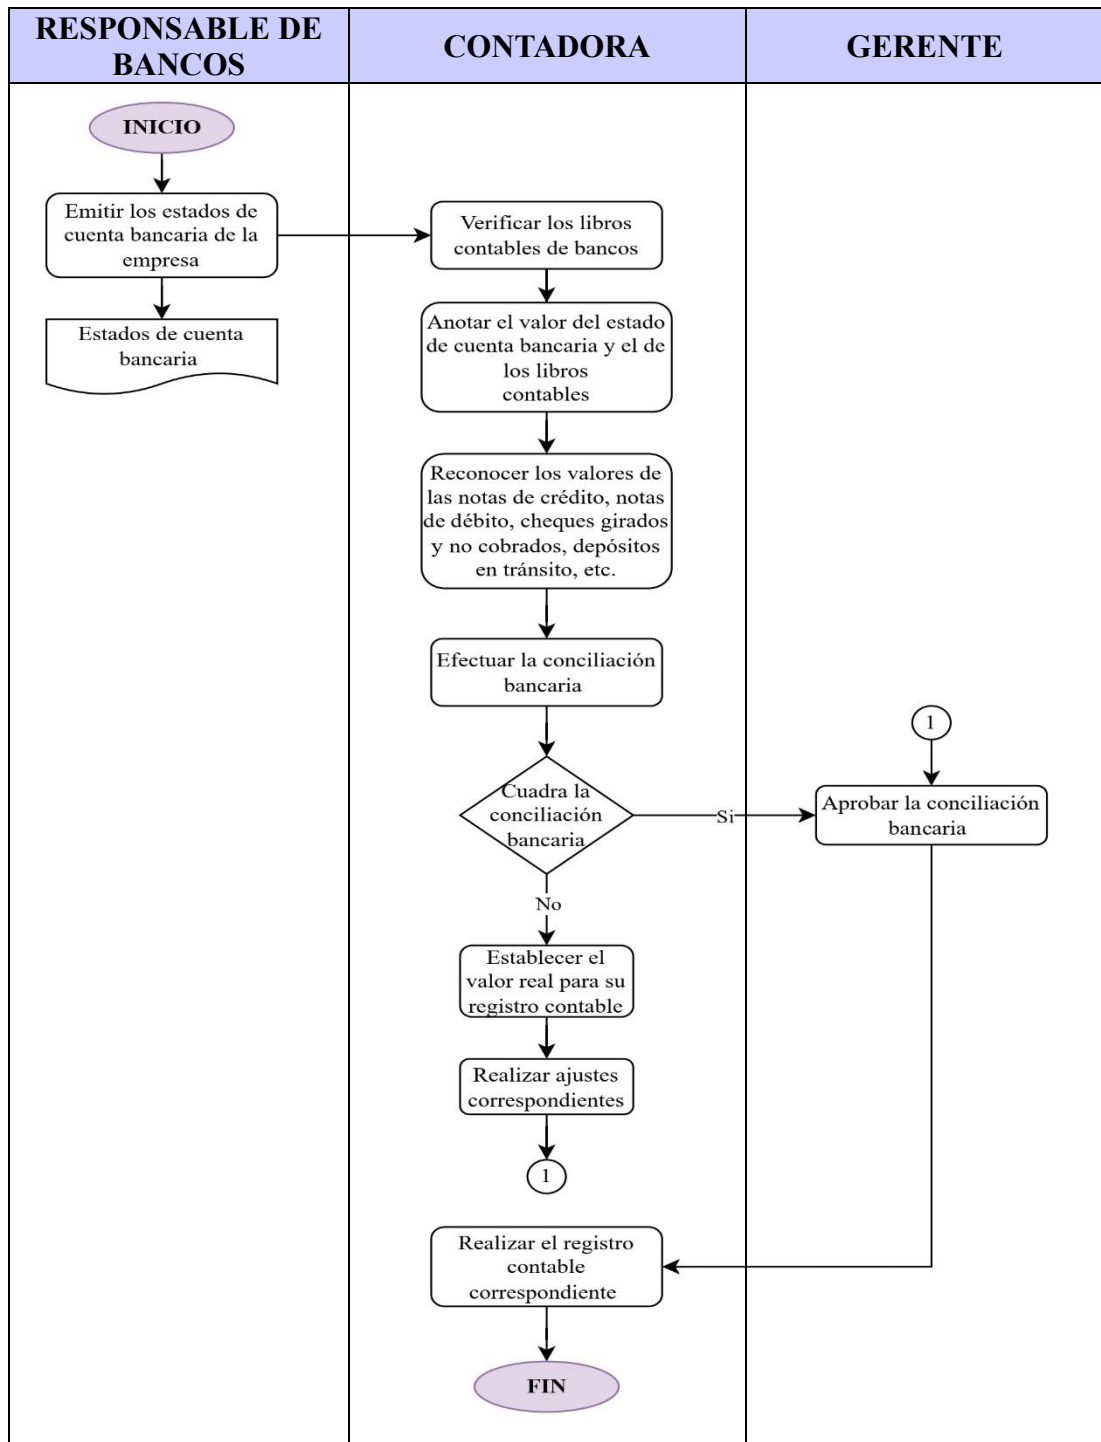 RESPONSABLE DE
BANCOS
CONTADORA
GERENTE
INICIO
Emitir los estados de
cuenta bancaria de la
empresa
Estados de cuenta
bancaria
Verificar los libros
contables de bancos
Anotar el valor del estado
de cuenta bancaria y el de
los libros
contables
Reconocer los valores de
las notas de crédito, notas
de débito, cheques girados
y no cobrados, depósitos
en tránsito, etc.
Efectuar la conciliación
bancaria
Cuadra la
conciliación
bancaria
Si
No
Establecer el
valor real para su
registro contable
Realizar ajustes
correspondientes
1
1
Aprobar la conciliación
bancaria
Realizar el registro
contable
correspondiente
FIN